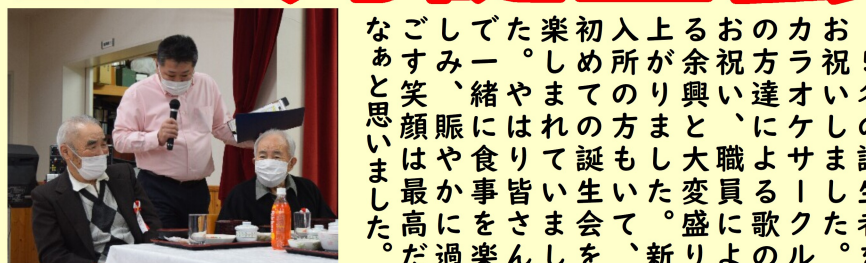 お祝いしました。
カラオケサークル
の方達による歌の
お祝い、職員によ
る余興と大変盛り
上がりました。新
入所の方もいて、
初めての誕生会を
楽しまれていまし
た。やはり皆さん
で一緒に食事を楽
しみ、賑やかに過
ごす笑顔は最高だ
なぁと思いました。